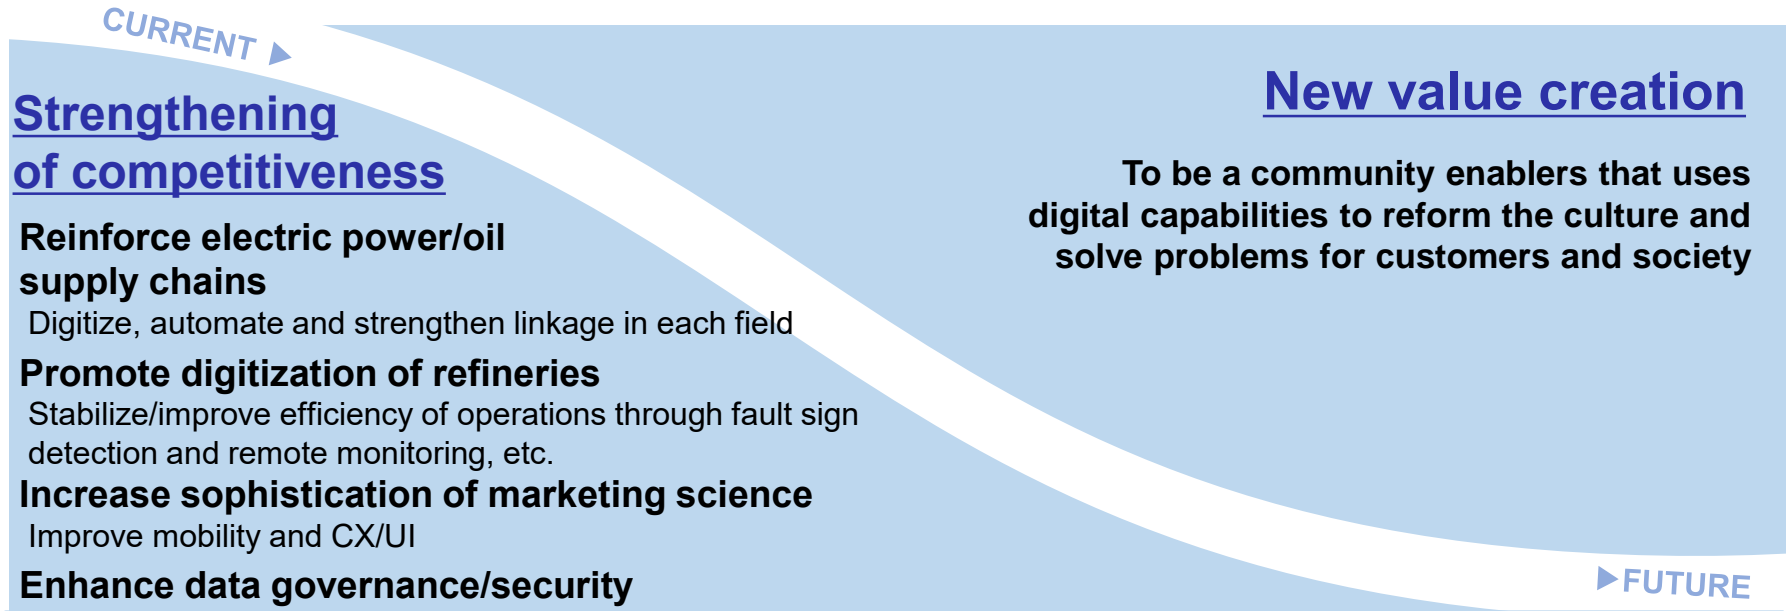 CURRENT ▶
Strengthening
of competitiveness
Reinforce electric power/oil
supply chains
Digitize, automate and strengthen linkage in each field
Promote digitization of refineries
Stabilize/improve efficiency of operations through fault sign
detection and remote monitoring, etc.
Increase sophistication of marketing science
Improve mobility and CX/UI
Enhance data governance/security
New value creation
To be a community enablers that uses
digital capabilities to reform the culture and
solve problems for customers and society
▶FUTURE